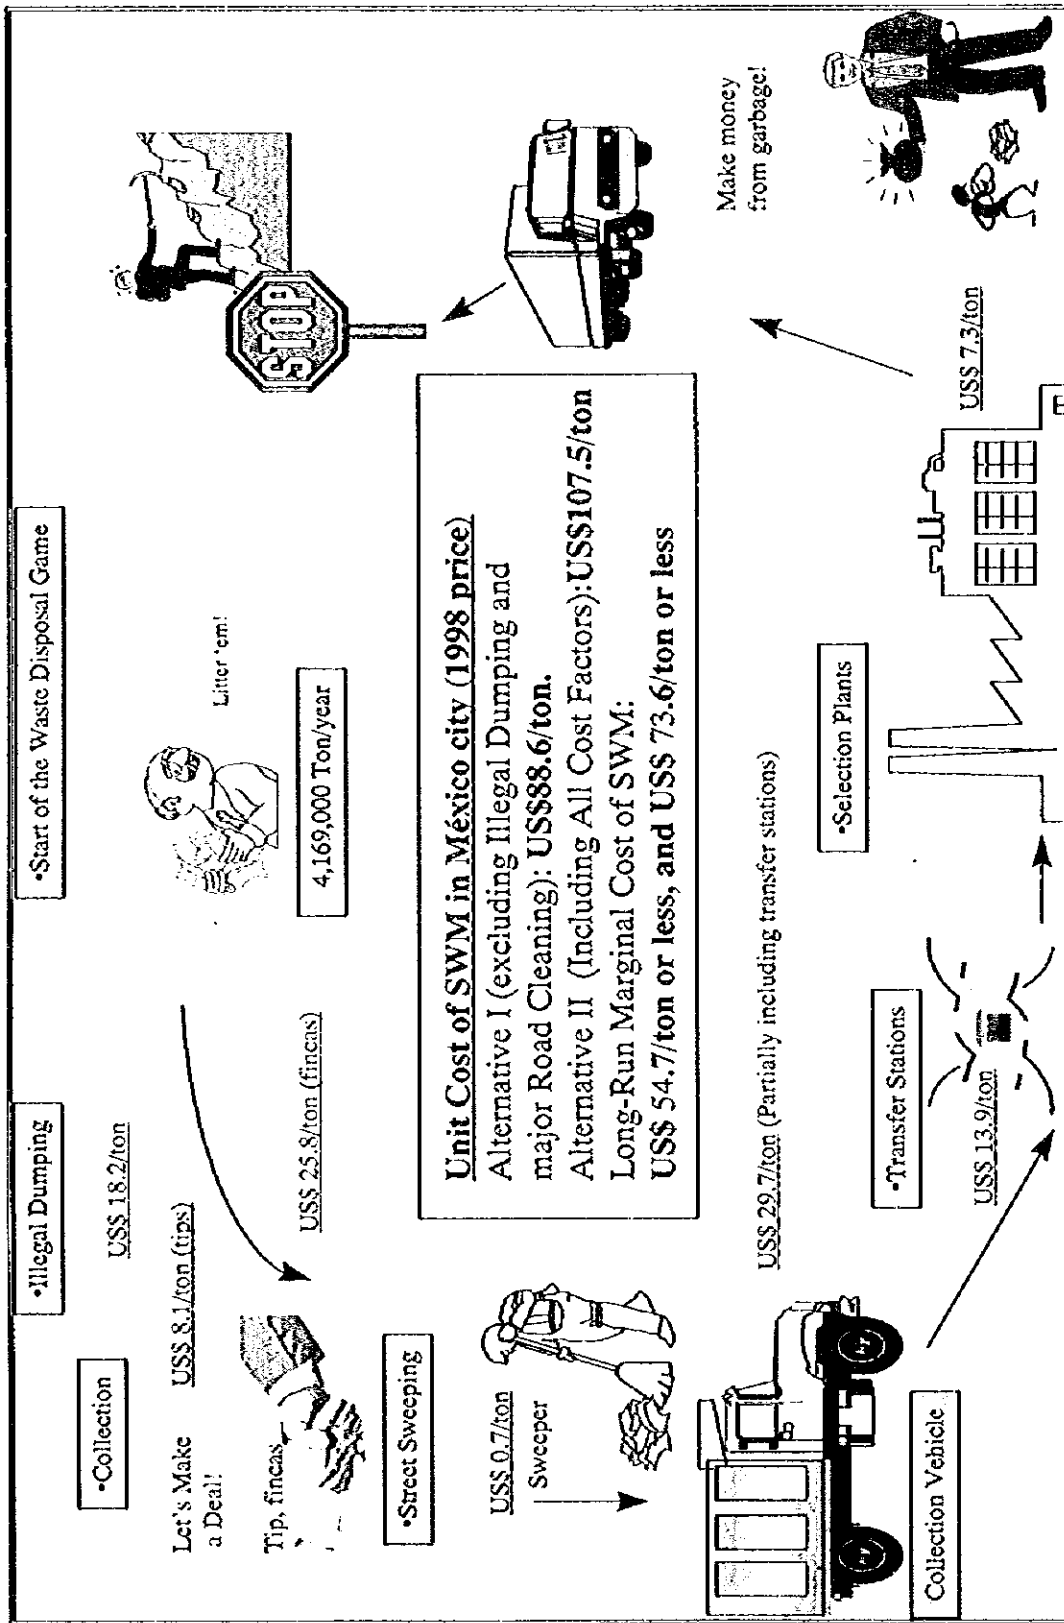 •Start of the Waste Disposal Game
•Illegal Dumping
US$ 18.2/ton
•Collection
Let's Make
a Deal!
US$ 8.1/ton (tips)
Tip, fincas
US$ 25.8/ton (fincas)
Litter 'em!
4,169,000 Ton/year
STOP
•Street Sweeping
US$ 0.7/ton
Sweeper
Unit Cost of SWM in México city (1998 price)
Alternative I (excluding Illegal Dumping and
major Road Cleaning): US$88.6/ton.
Alternative II (Including All Cost Factors):US$107.5/ton
Long-Run Marginal Cost of SWM:
US$ 54.7/ton or less, and US$ 73.6/ton or less
US$ 29.7/ton (Partially including transfer stations)
Collection Vehicle
•Transfer Stations
US$ 13.9/ton
•Selection Plants
US$ 7.3/ton
Make money
from garbage!